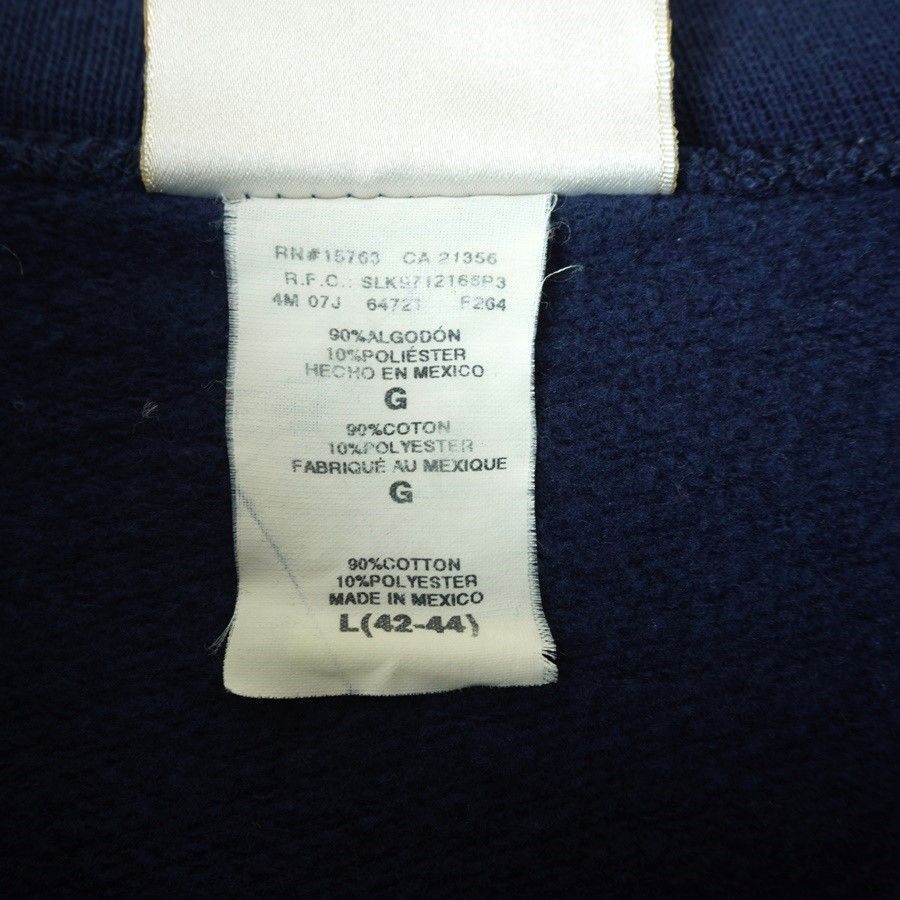 RN#15763 CA 21356
R.F.C.: SLK9712166P3
4M 07J 64721 F264
90%ALGODÓN
10%POLIÉSTER
HECHO EN MEXICO
G
90%COTON
10%POLYESTER
FABRIQUÉ AU MEXIQUE
G
90%COTTON
10%POLYESTER
MADE IN MEXICO
L(42-44)